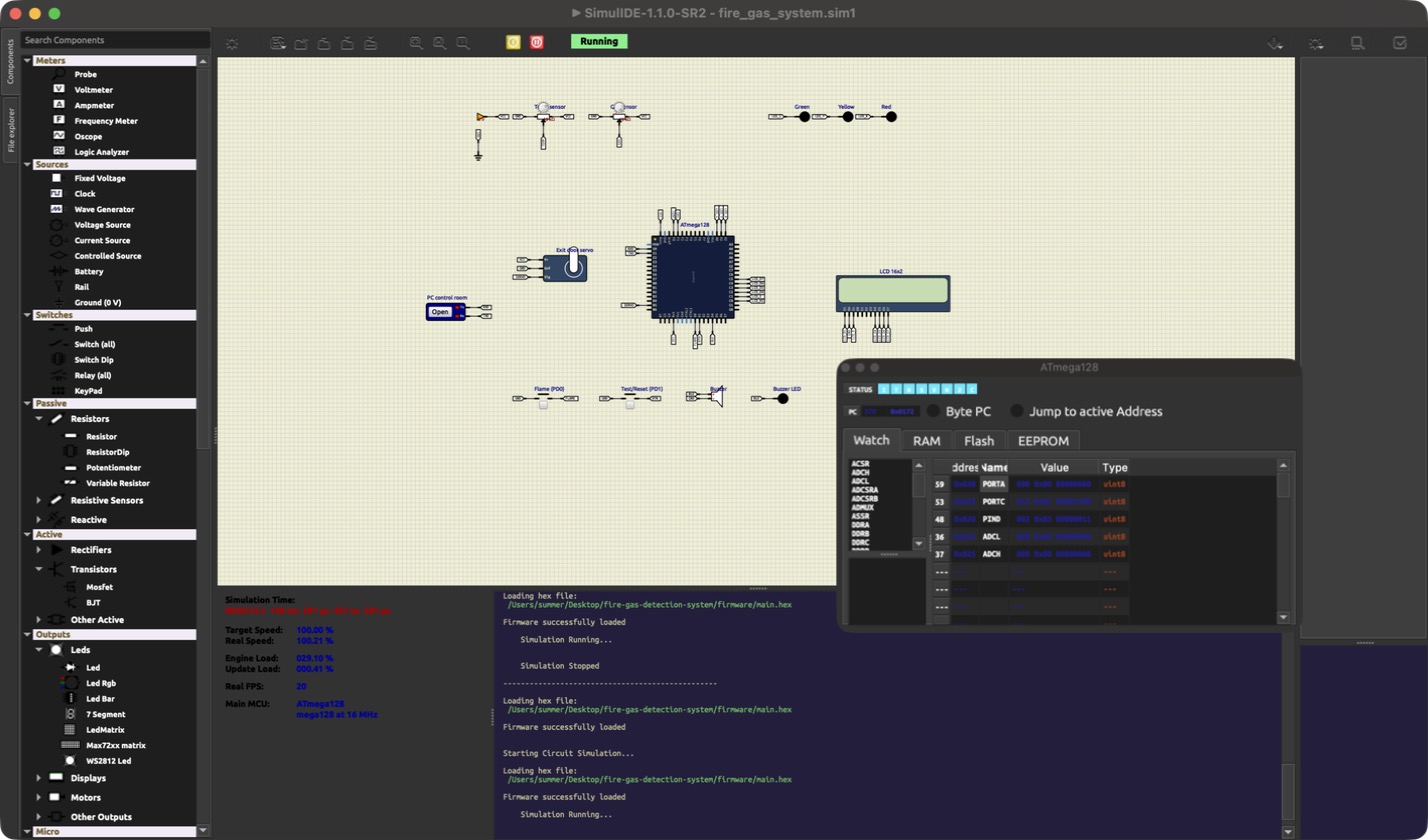 SimulIDE-1.1.0-SR2 - fire_gas_system.sim1
Components
File explorer
Search Components
Running
Meters
Probe
Voltmeter
Ampmeter
Frequency Meter
Oscope
Logic Analyzer
Sources
Fixed Voltage
Clock
Wave Generator
Voltage Source
Current Source
Controlled Source
Battery
Rail
Ground (0 V)
Switches
Push
Switch (all)
Switch Dip
Relay (all)
KeyPad
Passive
Resistors
Resistor
ResistorDip
Potentiometer
Variable Resistor
Resistive Sensors
Reactive
Active
Rectifiers
Transistors
Mosfet
BJT
Other Active
Outputs
Leds
Led
Led Rgb
Led Bar
7 Segment
LedMatrix
Max72xx matrix
WS2812 Led
Displays
Motors
Other Outputs
Micro
Green
Yellow
Red
ATmega128
PC control room
Open
LCD 16x2
Flame (PD0)
Test/Reset (PD1)
Buzzer LED
ATmega128
STATUS
PC
0x0172
Byte PC
Jump to active Address
Watch
RAM
Flash
EEPROM
ACSR
ADCH
ADCL
ADCSRA
ADCSRB
ADMUX
ASSR
DDRA
DDRB
DDRC
Name
Value
Type
59
PORTA
uint8
53
PORTC
uint8
48
PIND
uint8
36
ADCL
uint8
37
ADCH
uint8
Simulation Time:
Target Speed: 100.00 %
Real Speed: 100.21 %
Engine Load: 029.10 %
Update Load: 000.41 %
Real FPS: 20
Main MCU: ATmega128
mega128 at 16 MHz
Loading hex file:
/Users/summer/Desktop/fire-gas-detection-system/firmware/main.hex
Firmware successfully loaded
Simulation Running...
Simulation Stopped
------------------------------------------------
Loading hex file:
/Users/summer/Desktop/fire-gas-detection-system/firmware/main.hex
Firmware successfully loaded
Starting Circuit Simulation...
Loading hex file:
/Users/summer/Desktop/fire-gas-detection-system/firmware/main.hex
Firmware successfully loaded
Simulation Running...